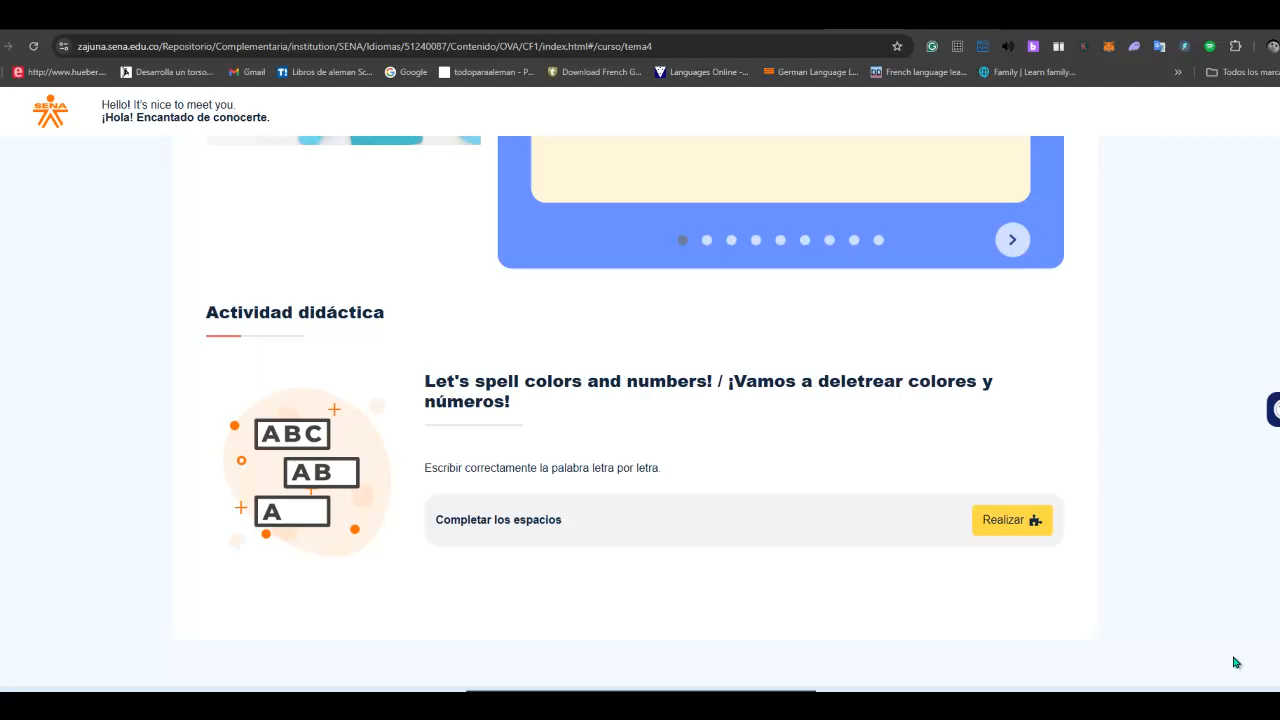 zajuna.sena.edu.co/Repositorio/Complementaria/institution/SENA/Idiomas/51240087/Contenido/OVA/CF1/index.html#/curso/tema4
http://www.hueber....
Desarrolla un torso...
Gmail
Libros de aleman Sc...
Google
todoparaaleman - P...
Download French G...
Languages Online -...
German Language L...
French language lea...
Family | Learn family...
»
Todos los marca
SENA
Hello! It's nice to meet you.
¡Hola! Encantado de conocerte.
Actividad didáctica
Let's spell colors and numbers! / ¡Vamos a deletrear colores y
números!
ABC
AB
A
Escribir correctamente la palabra letra por letra.
Completar los espacios
Realizar